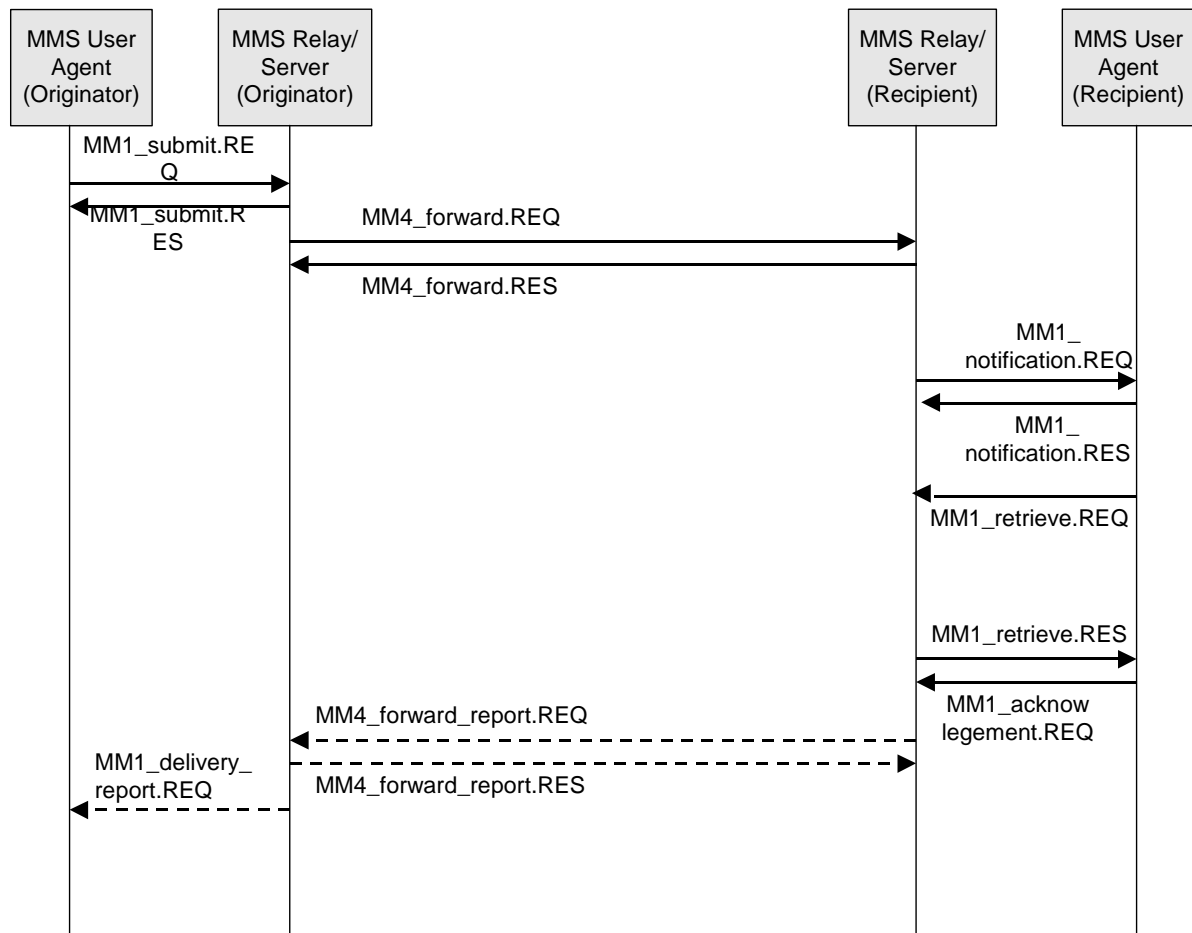 MMS User
Agent
(Originator)
MMS Relay/
Server
(Originator)
MMS Relay/
Server
(Recipient)
MMS User
Agent
(Recipient)
MM1_submit.RE
Q
MM1_submit.R
ES
MM4_forward.REQ
MM4_forward.RES
MM1_
notification.REQ
MM1_
notification.RES
MM1_retrieve.REQ
MM1_retrieve.RES
MM1_acknow
legement.REQ
MM4_forward_report.REQ
MM4_forward_report.RES
MM1_delivery_
report.REQ